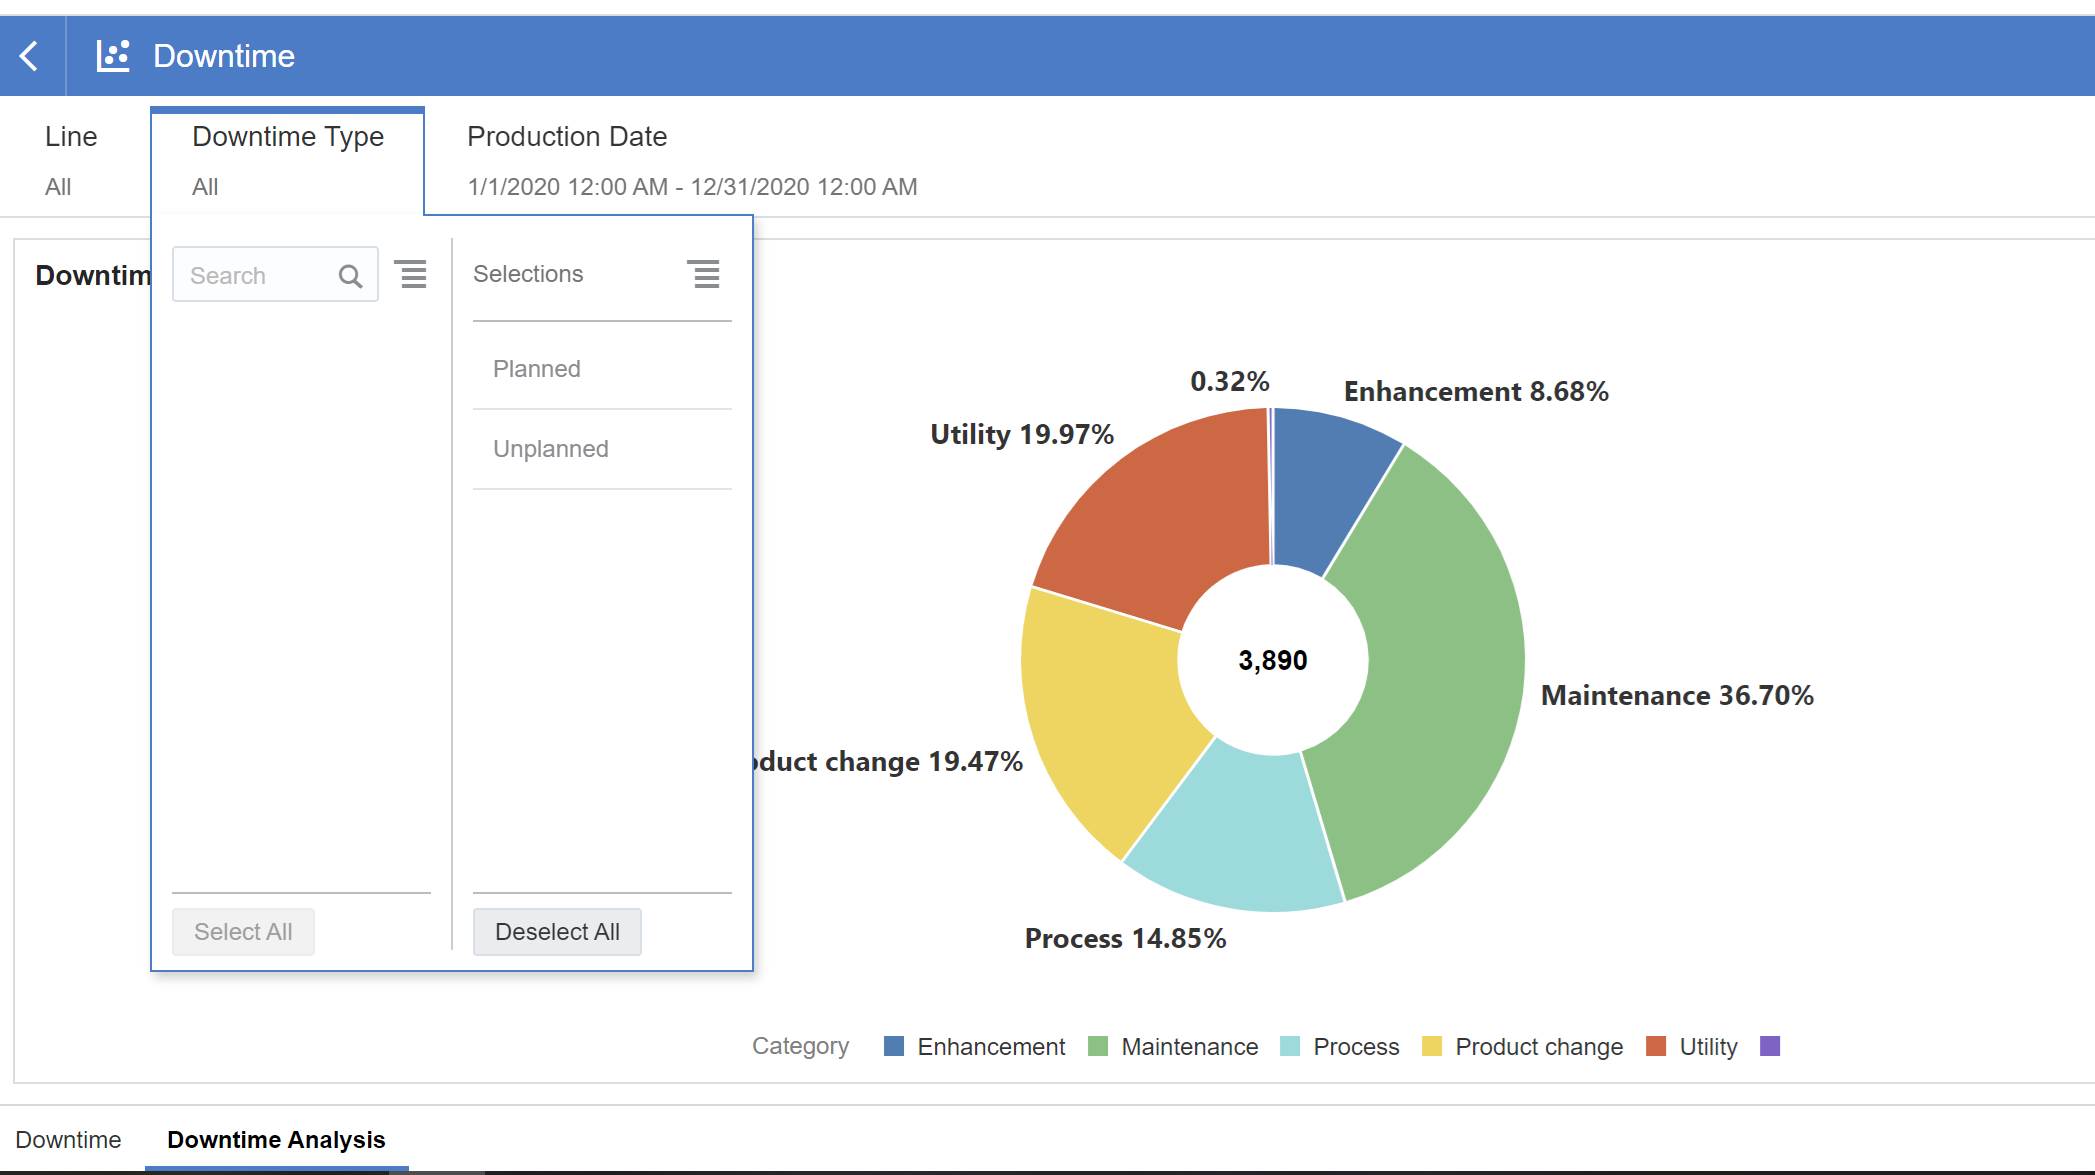 Downtime
Line
All
Downtime Type
All
Production Date
1/1/2020 12:00 AM - 12/31/2020 12:00 AM
Search
Selections
Planned
Unplanned
Select All
Deselect All
0.32%
Enhancement 8.68%
Utility 19.97%
3,890
Maintenance 36.70%
change 19.47%
Process 14.85%
Category
Enhancement
Maintenance
Process
Product change
Utility
Downtime
Downtime Analysis